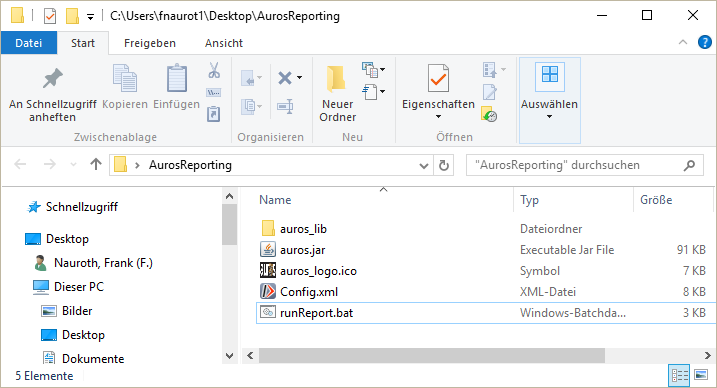 C:\Users\fnaurot1\Desktop\AurosReporting
Datei Start Freigeben Ansicht
An Schnellzugriff anheften
Kopieren
Einfügen
Neuer Ordner
Eigenschaften
Auswählen
Zwischenablage Organisieren Neu Öffnen
AurosReporting
"AurosReporting" durchsuchen
Schnellzugriff
Desktop
Nauroth, Frank (F.)
Dieser PC
Bilder
Desktop
Dokumente
Name Typ Größe
auros_lib Dateiordner
auros.jar Executable Jar File 91 KB
auros_logo.ico Symbol 7 KB
Config.xml XML-Datei 8 KB
runReport.bat Windows-Batchda... 3 KB
5 Elemente